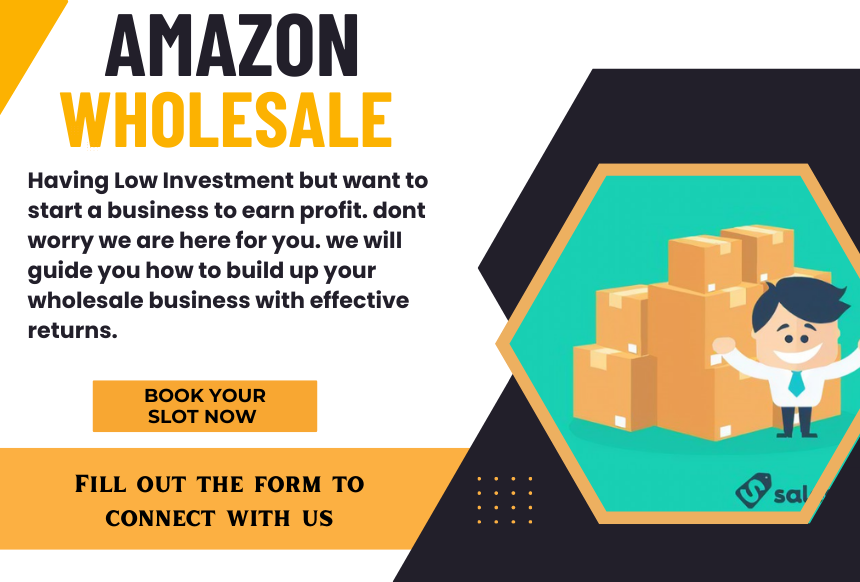 AMAZON
WHOLESALE
Having Low Investment but want to
start a business to earn profit. dont
worry we are here for you. we will
guide you how to build up your
wholesale business with effective
returns.
BOOK YOUR
SLOT NOW
Fill out the form to
connect with us
sal